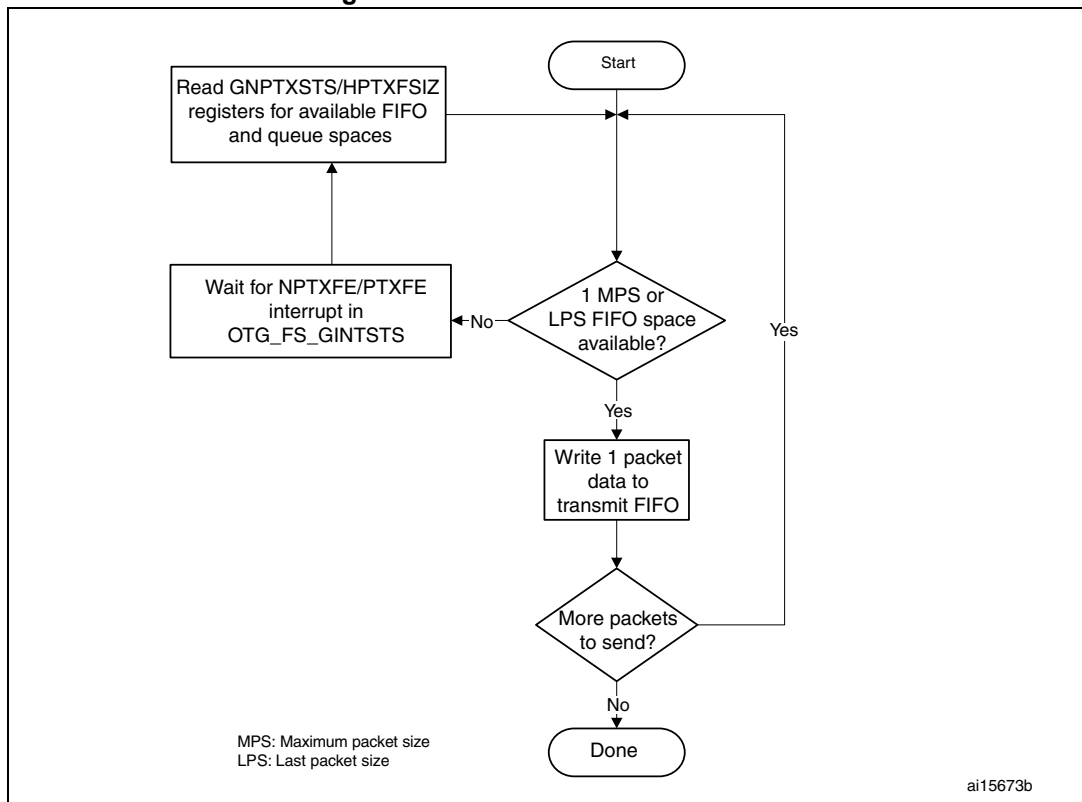 Start
Read GNPTXSTS/HPTXFSIZ
registers for available FIFO
and queue spaces
Wait for NPTXFE/PTXFE
interrupt in
OTG_FS_GINTSTS
No
1 MPS or
LPS FIFO space
available?
Yes
Yes
Write 1 packet
data to
transmit FIFO
More packets
to send?
No
Done
MPS: Maximum packet size
LPS: Last packet size
ai15673b